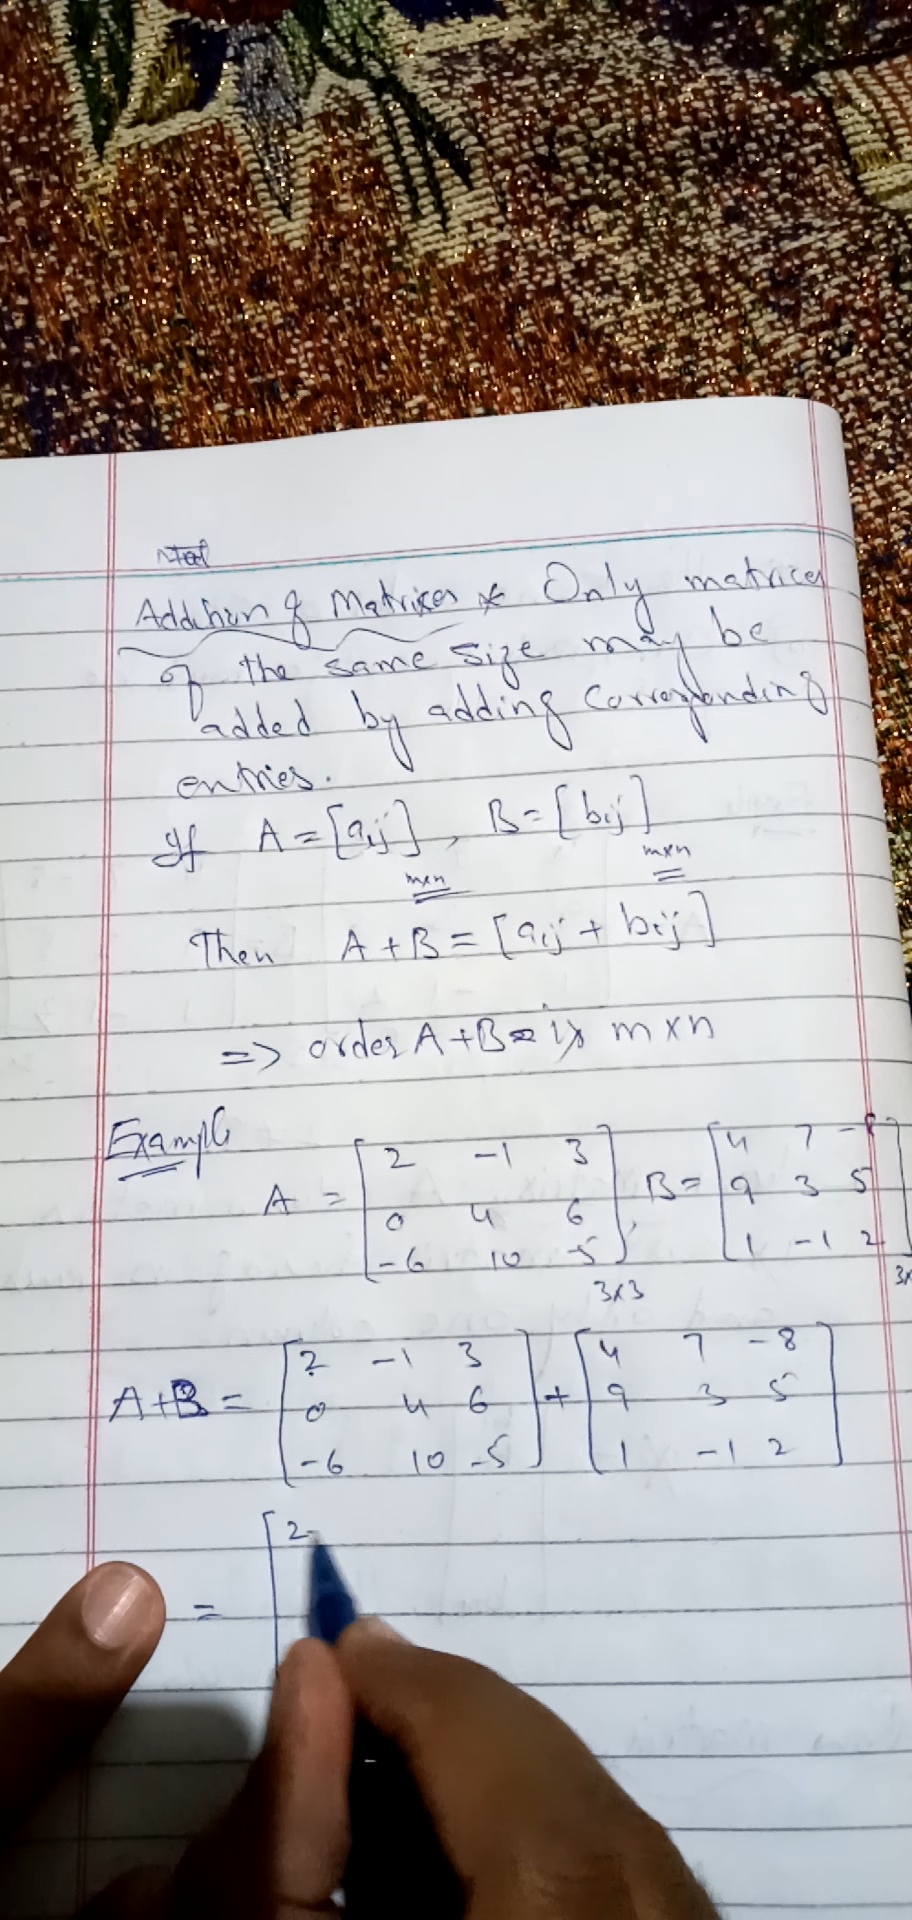 Addition of Matrices * Only matrices
of the same size may be
added by adding corresponding
entries.
If A = [aij] m×n , B = [bij] m×n
Then A + B = [aij + bij]
=> order A + B is m×n
Example
A = [2 -1 3
0 4 6
-6 10 -5] 3×3 , B = [4 7 -8
9 3 5
1 -1 2] 3×
A+B = [2 -1 3
0 4 6
-6 10 -5] + [4 7 -8
9 3 5
1 -1 2]
= [2